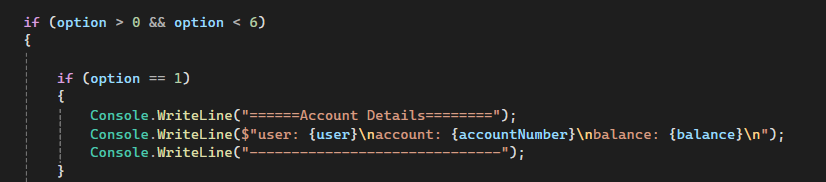 if (option > 0 && option < 6)
{
if (option == 1)
{
Console.WriteLine("======Account Details========");
Console.WriteLine($"user: {user}\naccount: {accountNumber}\nbalance: {balance}\n");
Console.WriteLine("------------------------------");
}